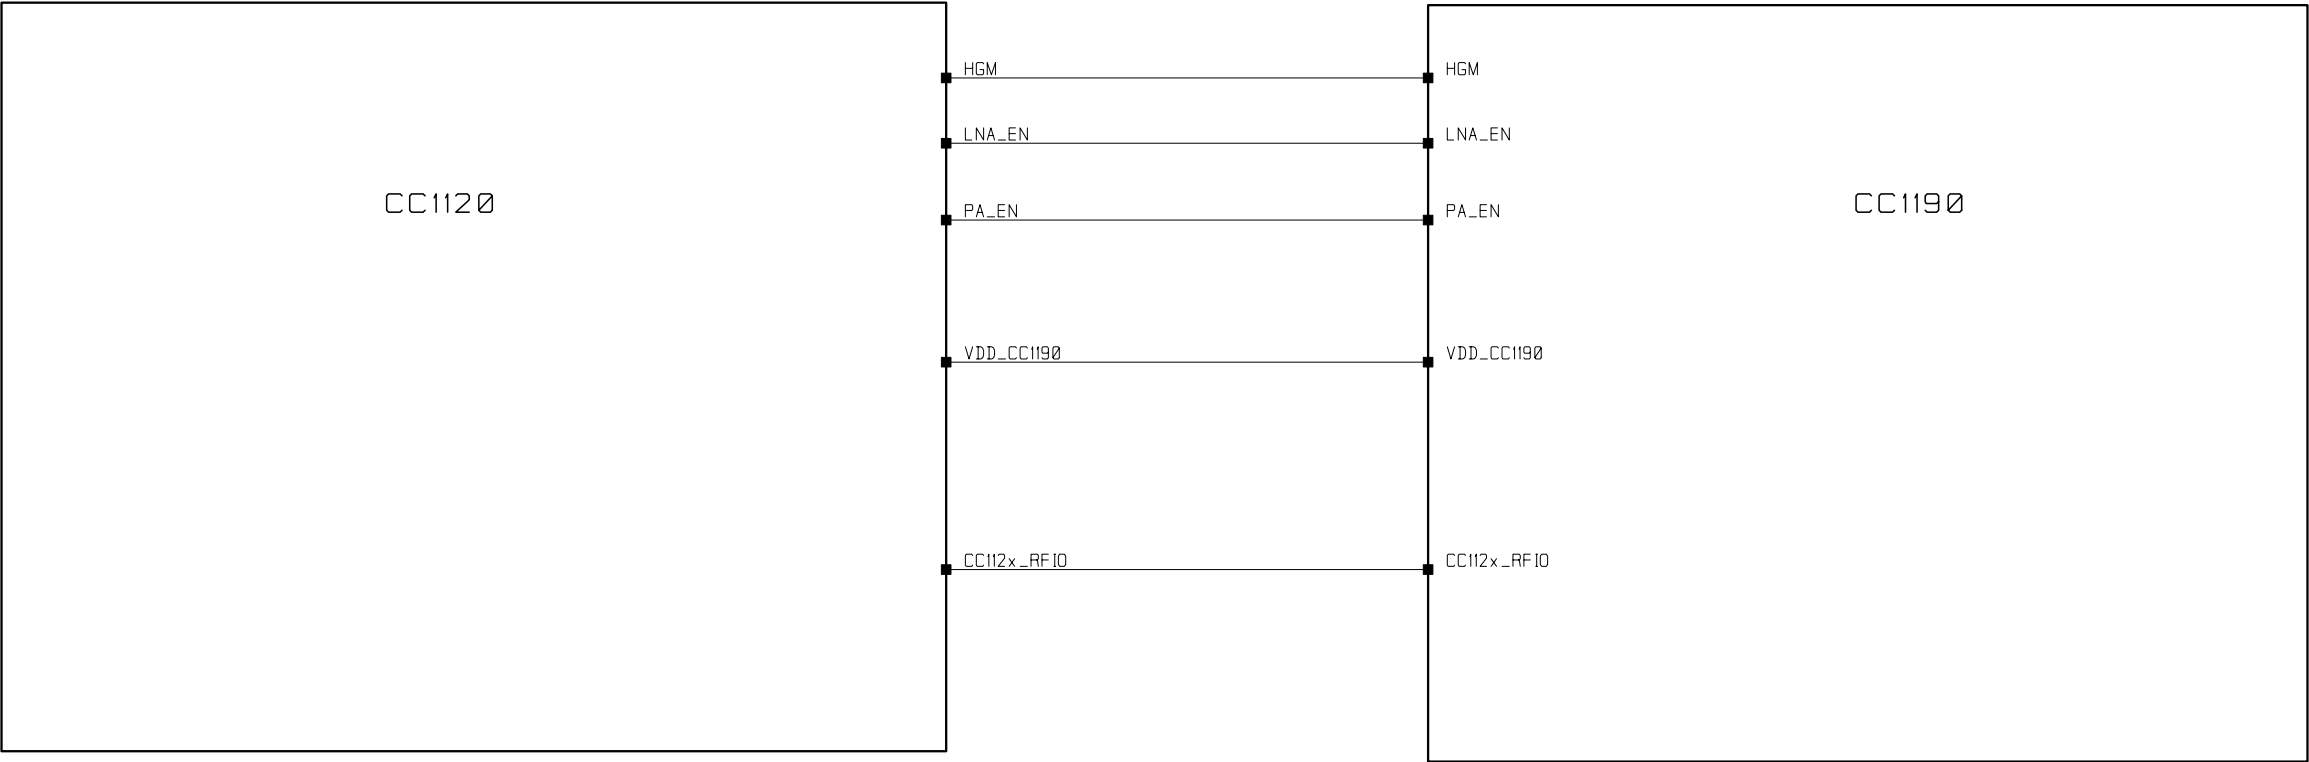 HGM
HGM
LNA_EN
LNA_EN
CC1120
CC1190
PA_EN
PA_EN
VDD_CC1190
VDD_CC1190
CC112x_RFIO
CC112x_RFIO